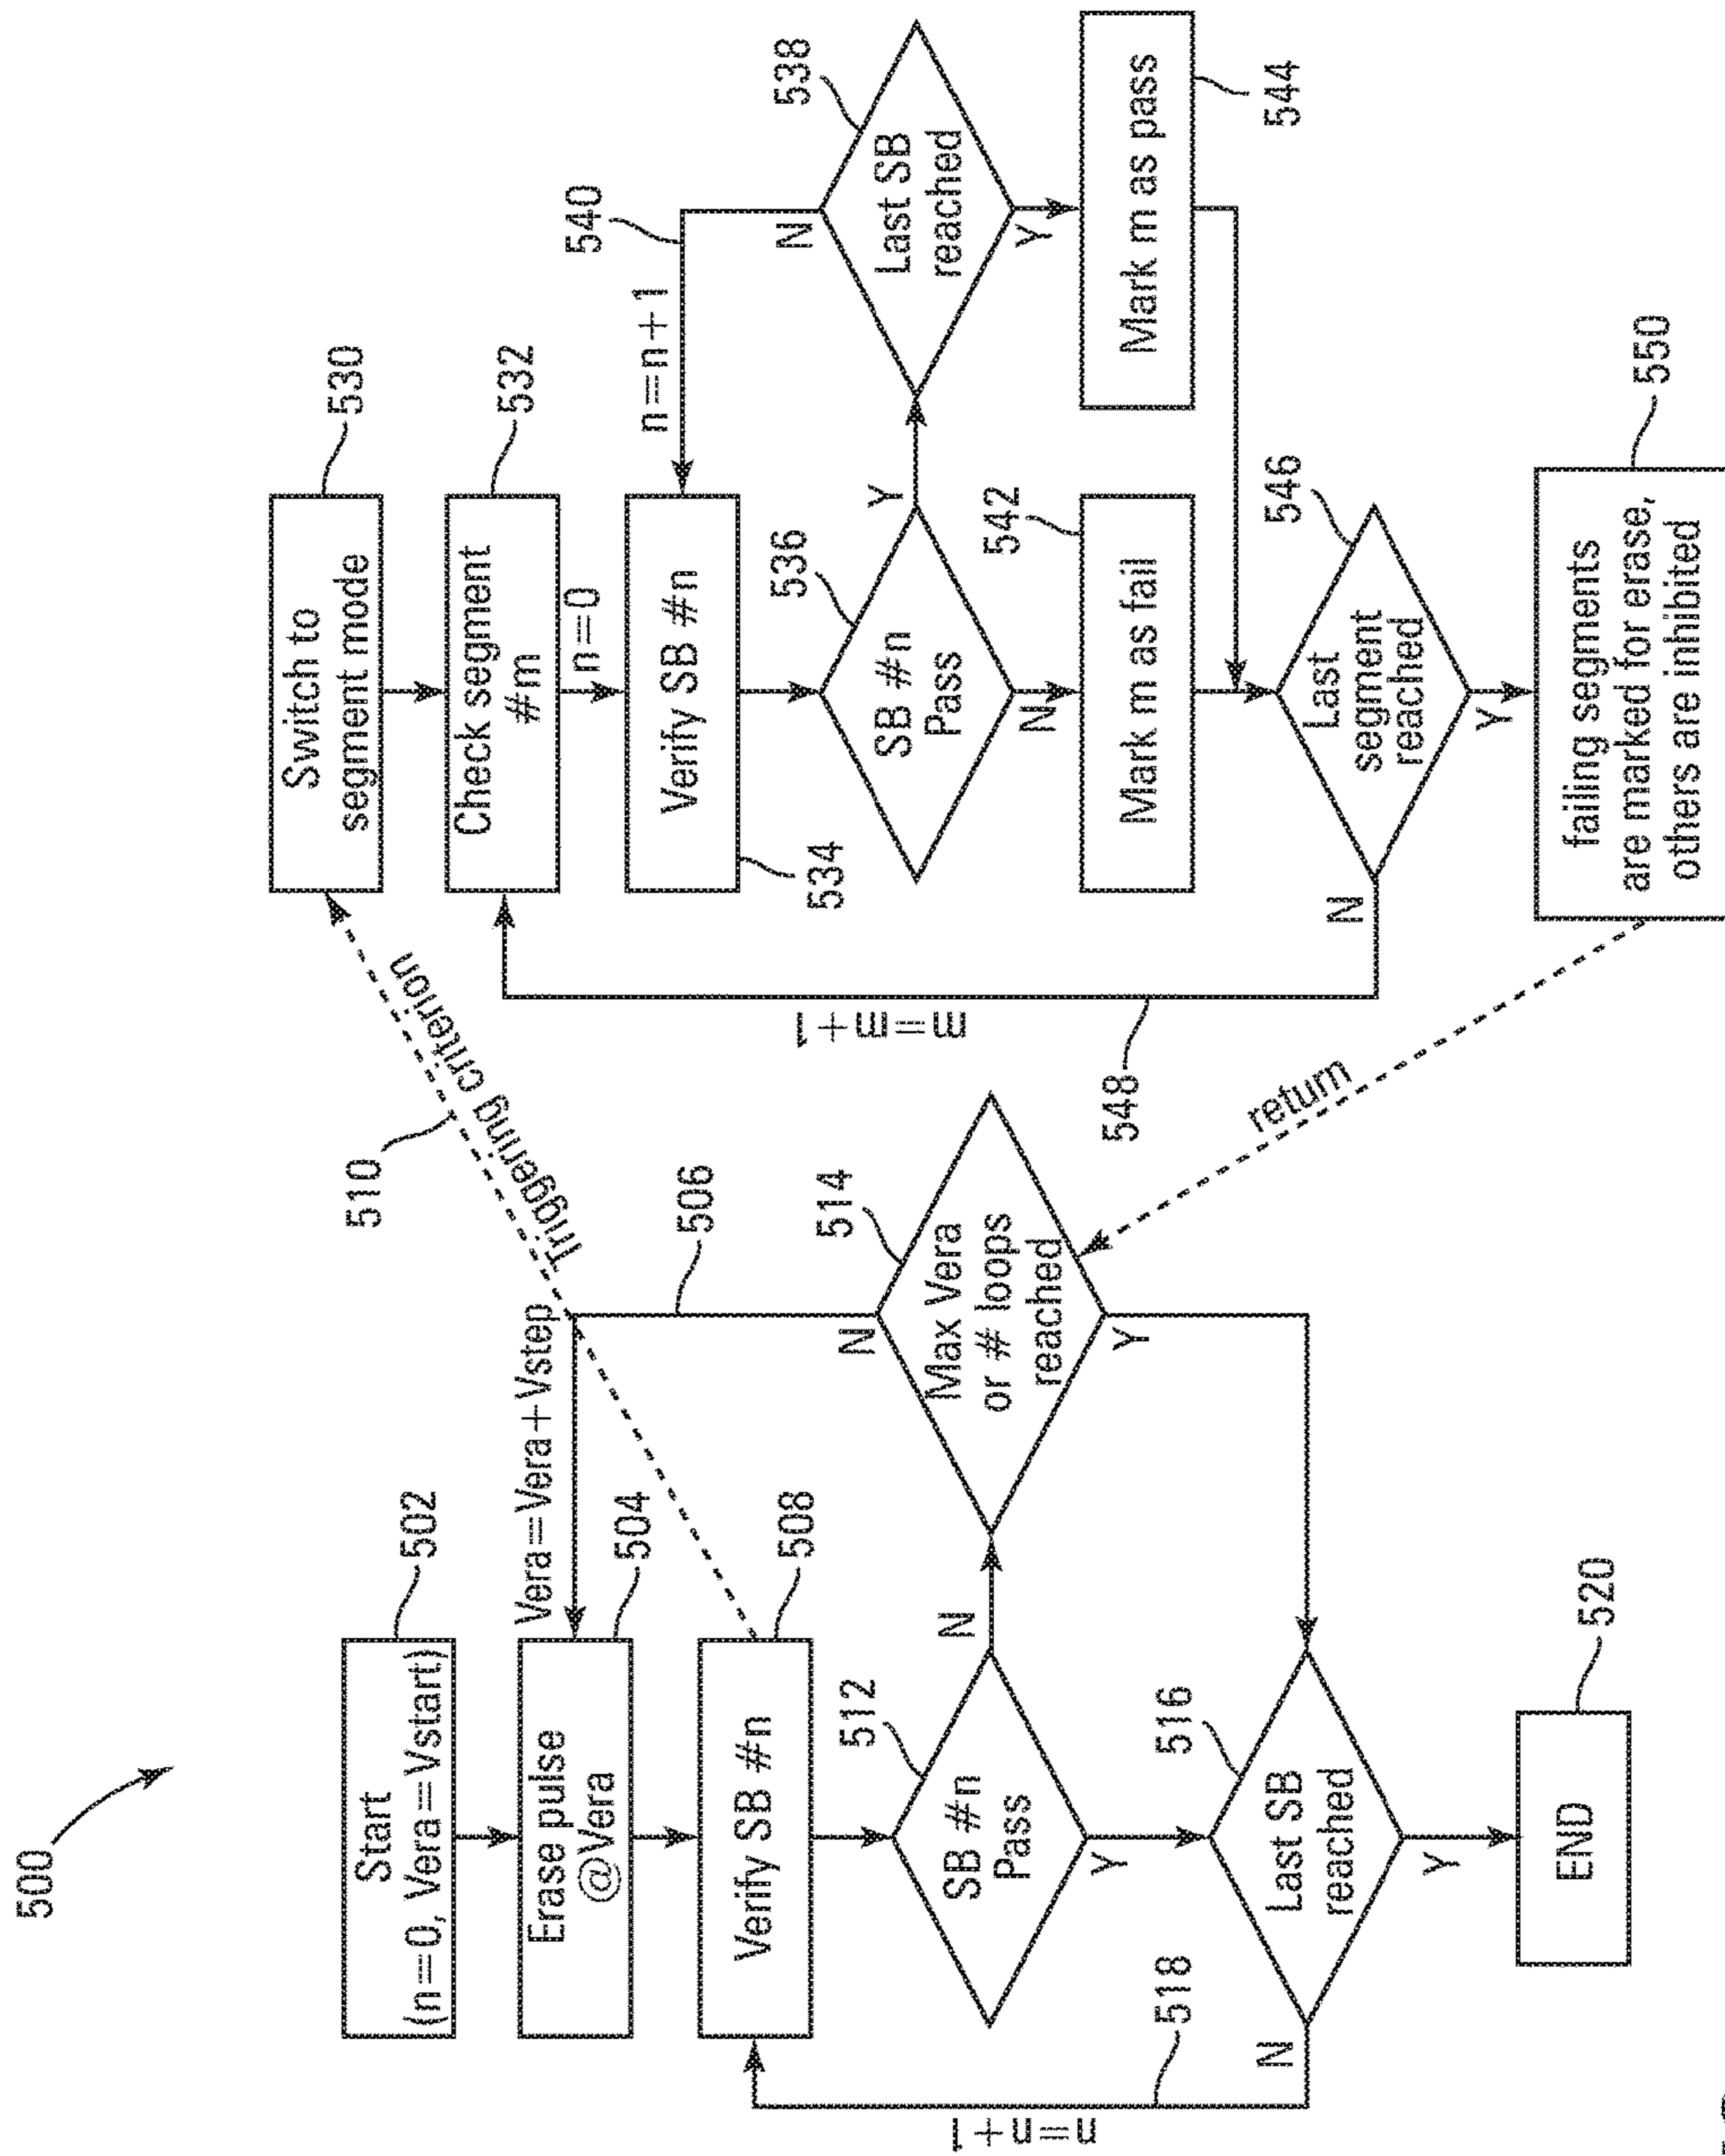 500
Start
(n=0, Vera=Vstart)
502
Vera=Vera+Vstep
506
Erase pulse
@Vera
504
Verify SB #n
508
510
Triggering criterion
SB #n
Pass
512
N
Y
Max Vera
or # loops
reached
514
N
Y
Last SB
reached
516
N
Y
n=n+1
518
END
520
Switch to
segment mode
530
Check segment
#m
532
n=0
Verify SB #n
534
n=n+1
540
SB #n
Pass
536
Y
N
Last SB
reached
538
N
Y
Mark m as fail
542
Mark m as pass
544
Last
segment
reached
546
N
Y
m=m+1
548
failing segments
are marked for erase,
others are inhibited
550
return